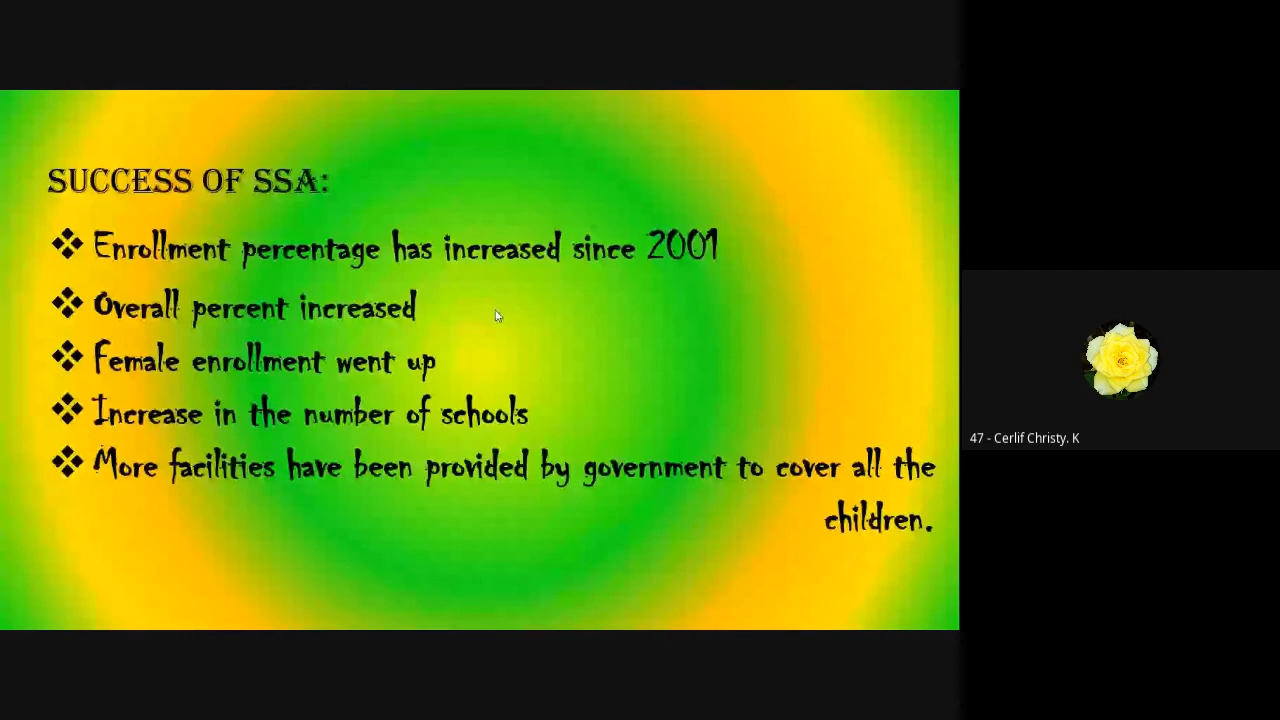 SUCCESS OF SSA:
❖ Enrollment percentage has increased since 2001
❖ Overall percent increased
❖ Female enrollment went up
❖ Increase in the number of schools
❖ More facilities have been provided by government to cover all the
children.
47 - Cerlif Christy. K